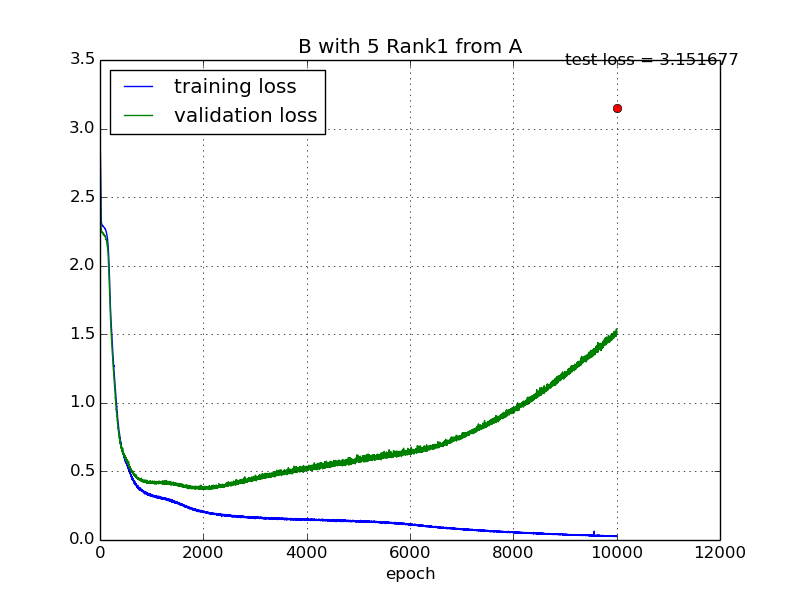 B with 5 Rank1 from A
test loss = 3.151677
training loss
validation loss
3.5
3.0
2.5
2.0
1.5
1.0
0.5
0.0
0 2000 4000 6000 8000 10000 12000
epoch